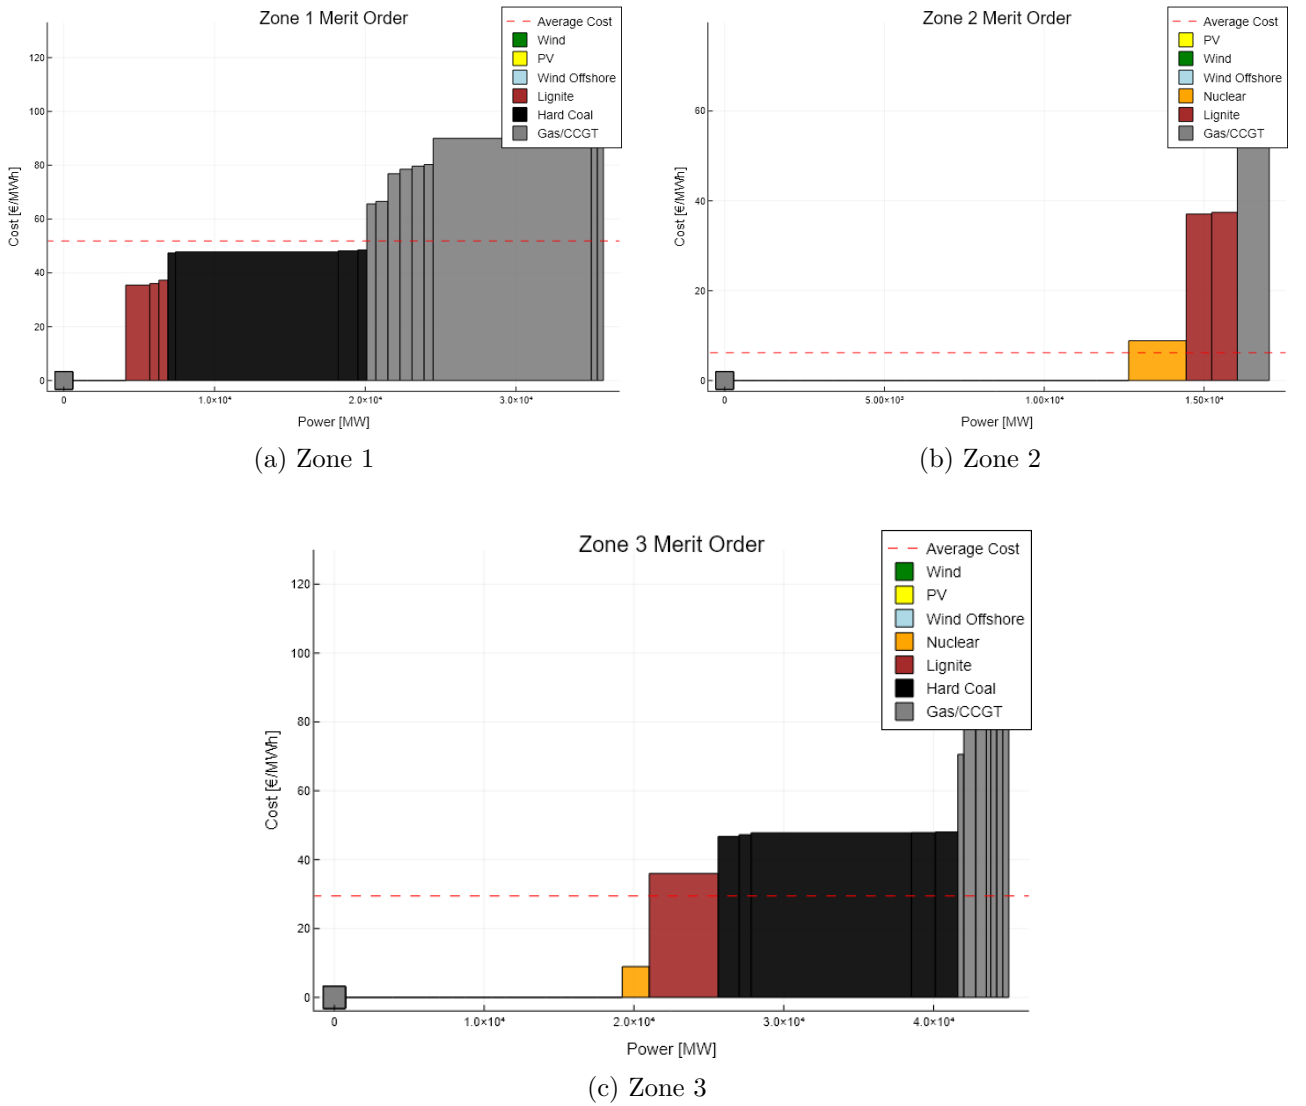 Zone 1 Merit Order
Average Cost
Wind
PV
Wind Offshore
Lignite
Hard Coal
Gas/CCGT
120
100
80
60
40
20
0
Cost [€/MWh]
0
1.0×10⁴
2.0×10⁴
3.0×10⁴
Power [MW]
(a) Zone 1
Zone 2 Merit Order
Average Cost
PV
Wind
Wind Offshore
Nuclear
Lignite
Gas/CCGT
60
40
20
0
Cost [€/MWh]
0
5.00×10³
1.00×10⁴
1.50×10⁴
Power [MW]
(b) Zone 2
Zone 3 Merit Order
Average Cost
Wind
PV
Wind Offshore
Nuclear
Lignite
Hard Coal
Gas/CCGT
120
100
80
60
40
20
0
Cost [€/MWh]
0
1.0×10⁴
2.0×10⁴
3.0×10⁴
4.0×10⁴
Power [MW]
(c) Zone 3